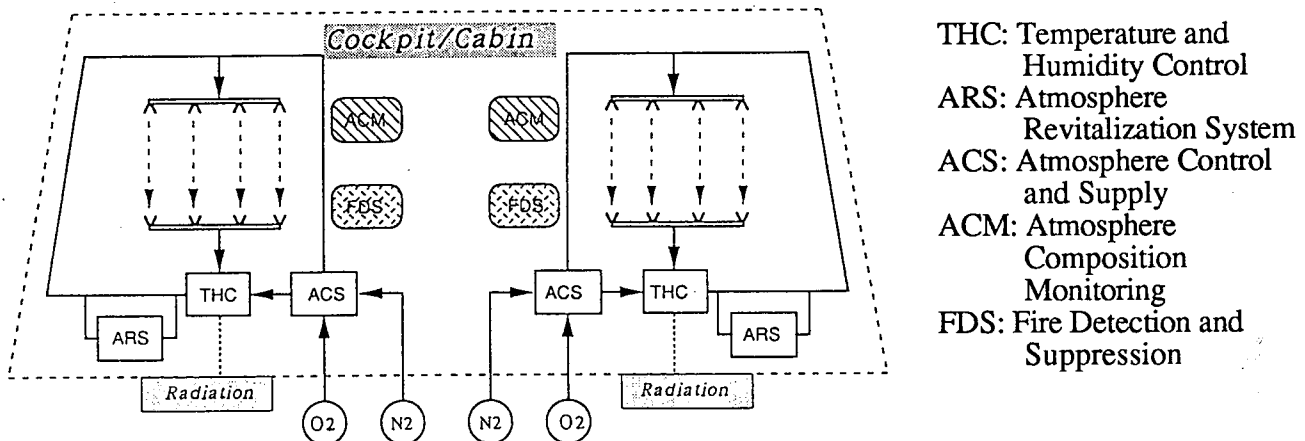 Cockpit/Cabin
ACM
ACM
FDS
FDS
THC
ACS
ACS
THC
ARS
ARS
Radiation
Radiation
O2
N2
N2
O2
THC: Temperature and
Humidity Control
ARS: Atmosphere
Revitalization System
ACS: Atmosphere Control
and Supply
ACM: Atmosphere
Composition
Monitoring
FDS: Fire Detection and
Suppression